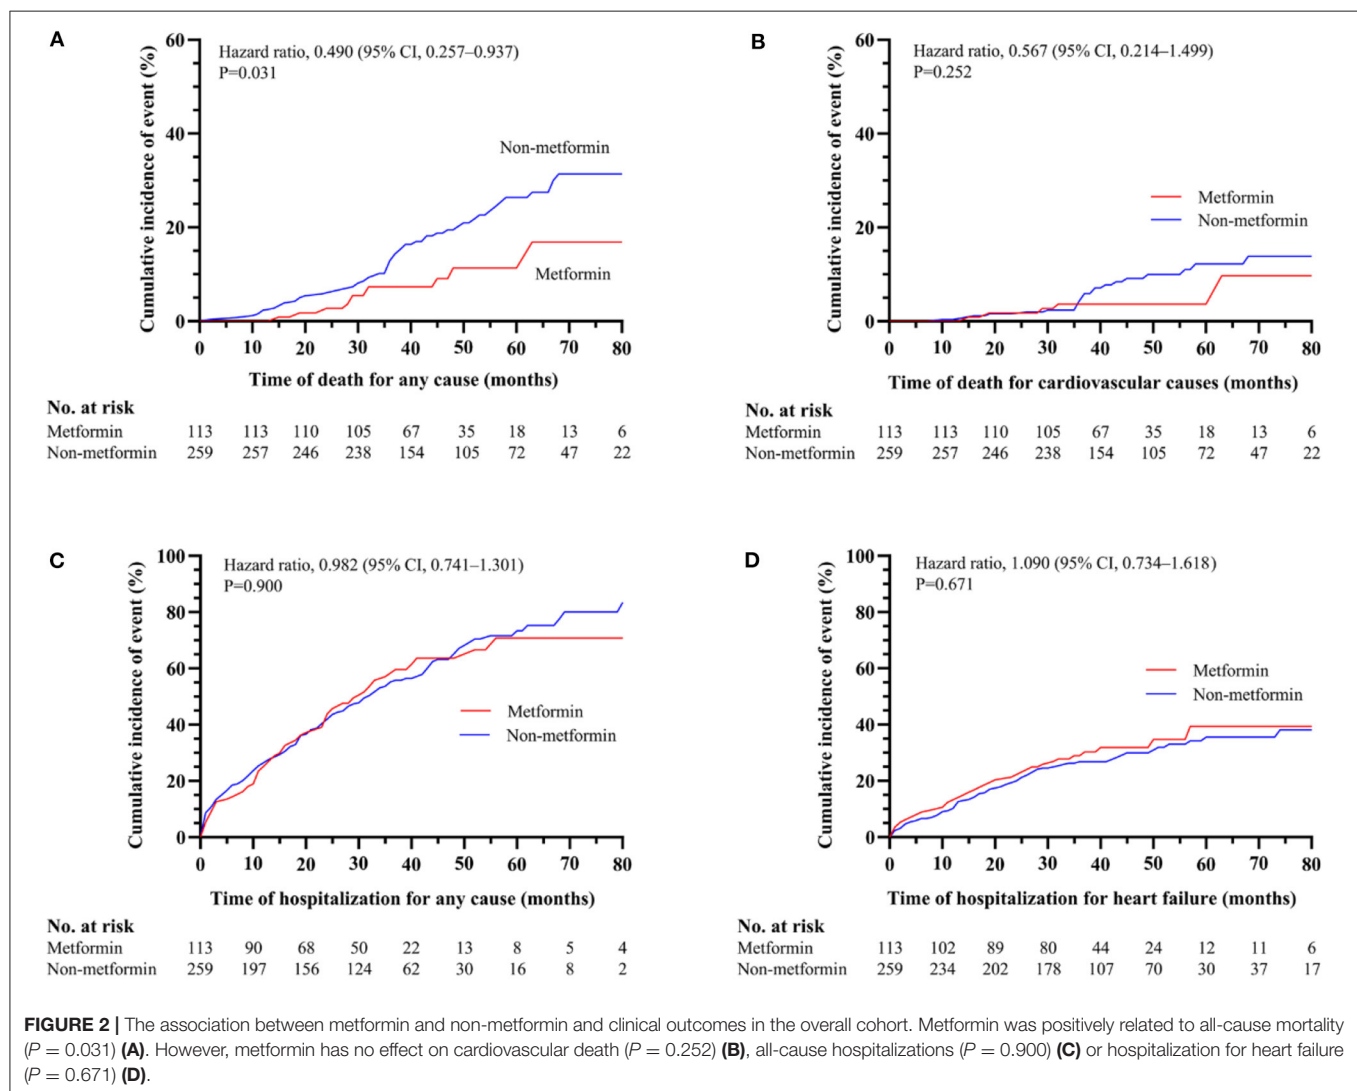 A
Hazard ratio, 0.490 (95% CI, 0.257–0.937)
P=0.031
Cumulative incidence of event (%)
60
40
20
0
Non-metformin
Metformin
0 10 20 30 40 50 60 70 80
Time of death for any cause (months)
No. at risk
Metformin 113 113 110 105 67 35 18 13 6
Non-metformin 259 257 246 238 154 105 72 47 22
B
Hazard ratio, 0.567 (95% CI, 0.214–1.499)
P=0.252
Cumulative incidence of event (%)
60
40
20
0
Metformin
Non-metformin
0 10 20 30 40 50 60 70 80
Time of death for cardiovascular causes (months)
No. at risk
Metformin 113 113 110 105 67 35 18 13 6
Non-metformin 259 257 246 238 154 105 72 47 22
C
Hazard ratio, 0.982 (95% CI, 0.741–1.301)
P=0.900
Cumulative incidence of event (%)
100
80
60
40
20
0
Metformin
Non-metformin
0 10 20 30 40 50 60 70 80
Time of hospitalization for any cause (months)
No. at risk
Metformin 113 90 68 50 22 13 8 5 4
Non-metformin 259 197 156 124 62 30 16 8 2
D
Hazard ratio, 1.090 (95% CI, 0.734–1.618)
P=0.671
Cumulative incidence of event (%)
100
80
60
40
20
0
Metformin
Non-metformin
0 10 20 30 40 50 60 70 80
Time of hospitalization for heart failure (months)
No. at risk
Metformin 113 102 89 80 44 24 12 11 6
Non-metformin 259 234 202 178 107 70 30 37 17
FIGURE 2 | The association between metformin and non-metformin and clinical outcomes in the overall cohort. Metformin was positively related to all-cause mortality
(P = 0.031) (A). However, metformin has no effect on cardiovascular death (P = 0.252) (B), all-cause hospitalizations (P = 0.900) (C) or hospitalization for heart failure
(P = 0.671) (D).